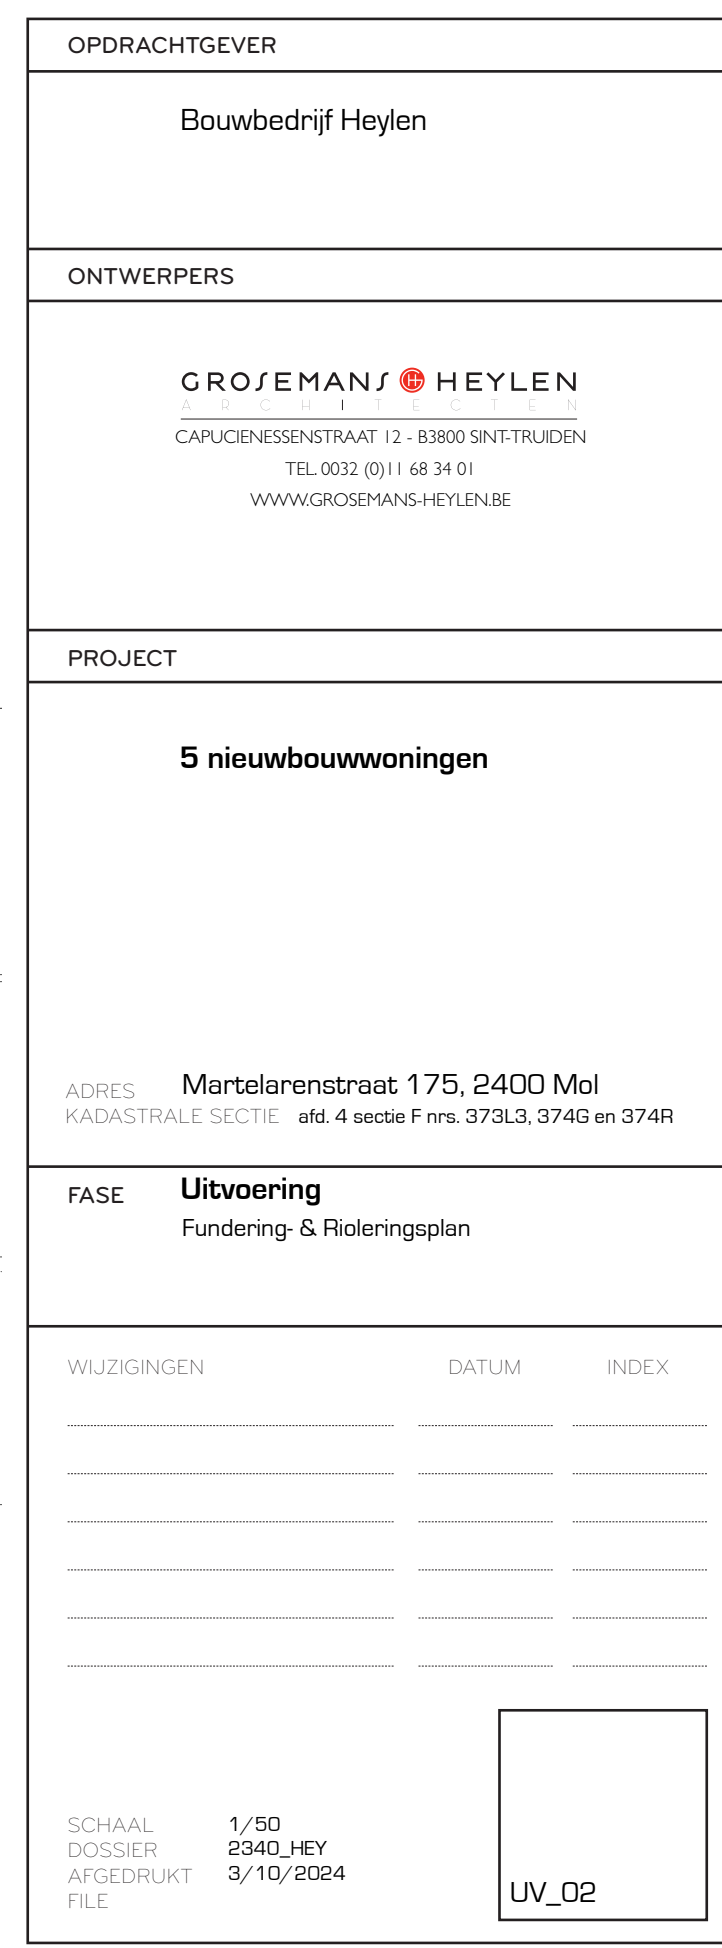 OPDRACHTGEVER
Bouwbedrijf Heylen
ONTWERPERS
GROSEMANS HEYLEN
ARCHITECTEN
CAPUCIENESSENSTRAAT 12 - B3800 SINT-TRUIDEN
TEL. 0032 (0)11 68 34 01
WWW.GROSEMANS-HEYLEN.BE
PROJECT
5 nieuwbouwwoningen
ADRES Martelarenstraat 175, 2400 Mol
KADASTRALE SECTIE afd. 4 sectie F nrs. 373L3, 374G en 374R
FASE Uitvoering
Fundering- & Rioleringsplan
WIJZIGINGEN DATUM INDEX
SCHAAL 1/50
DOSSIER 2340_HEY
AFGEDRUKT 3/10/2024
FILE
UV_02